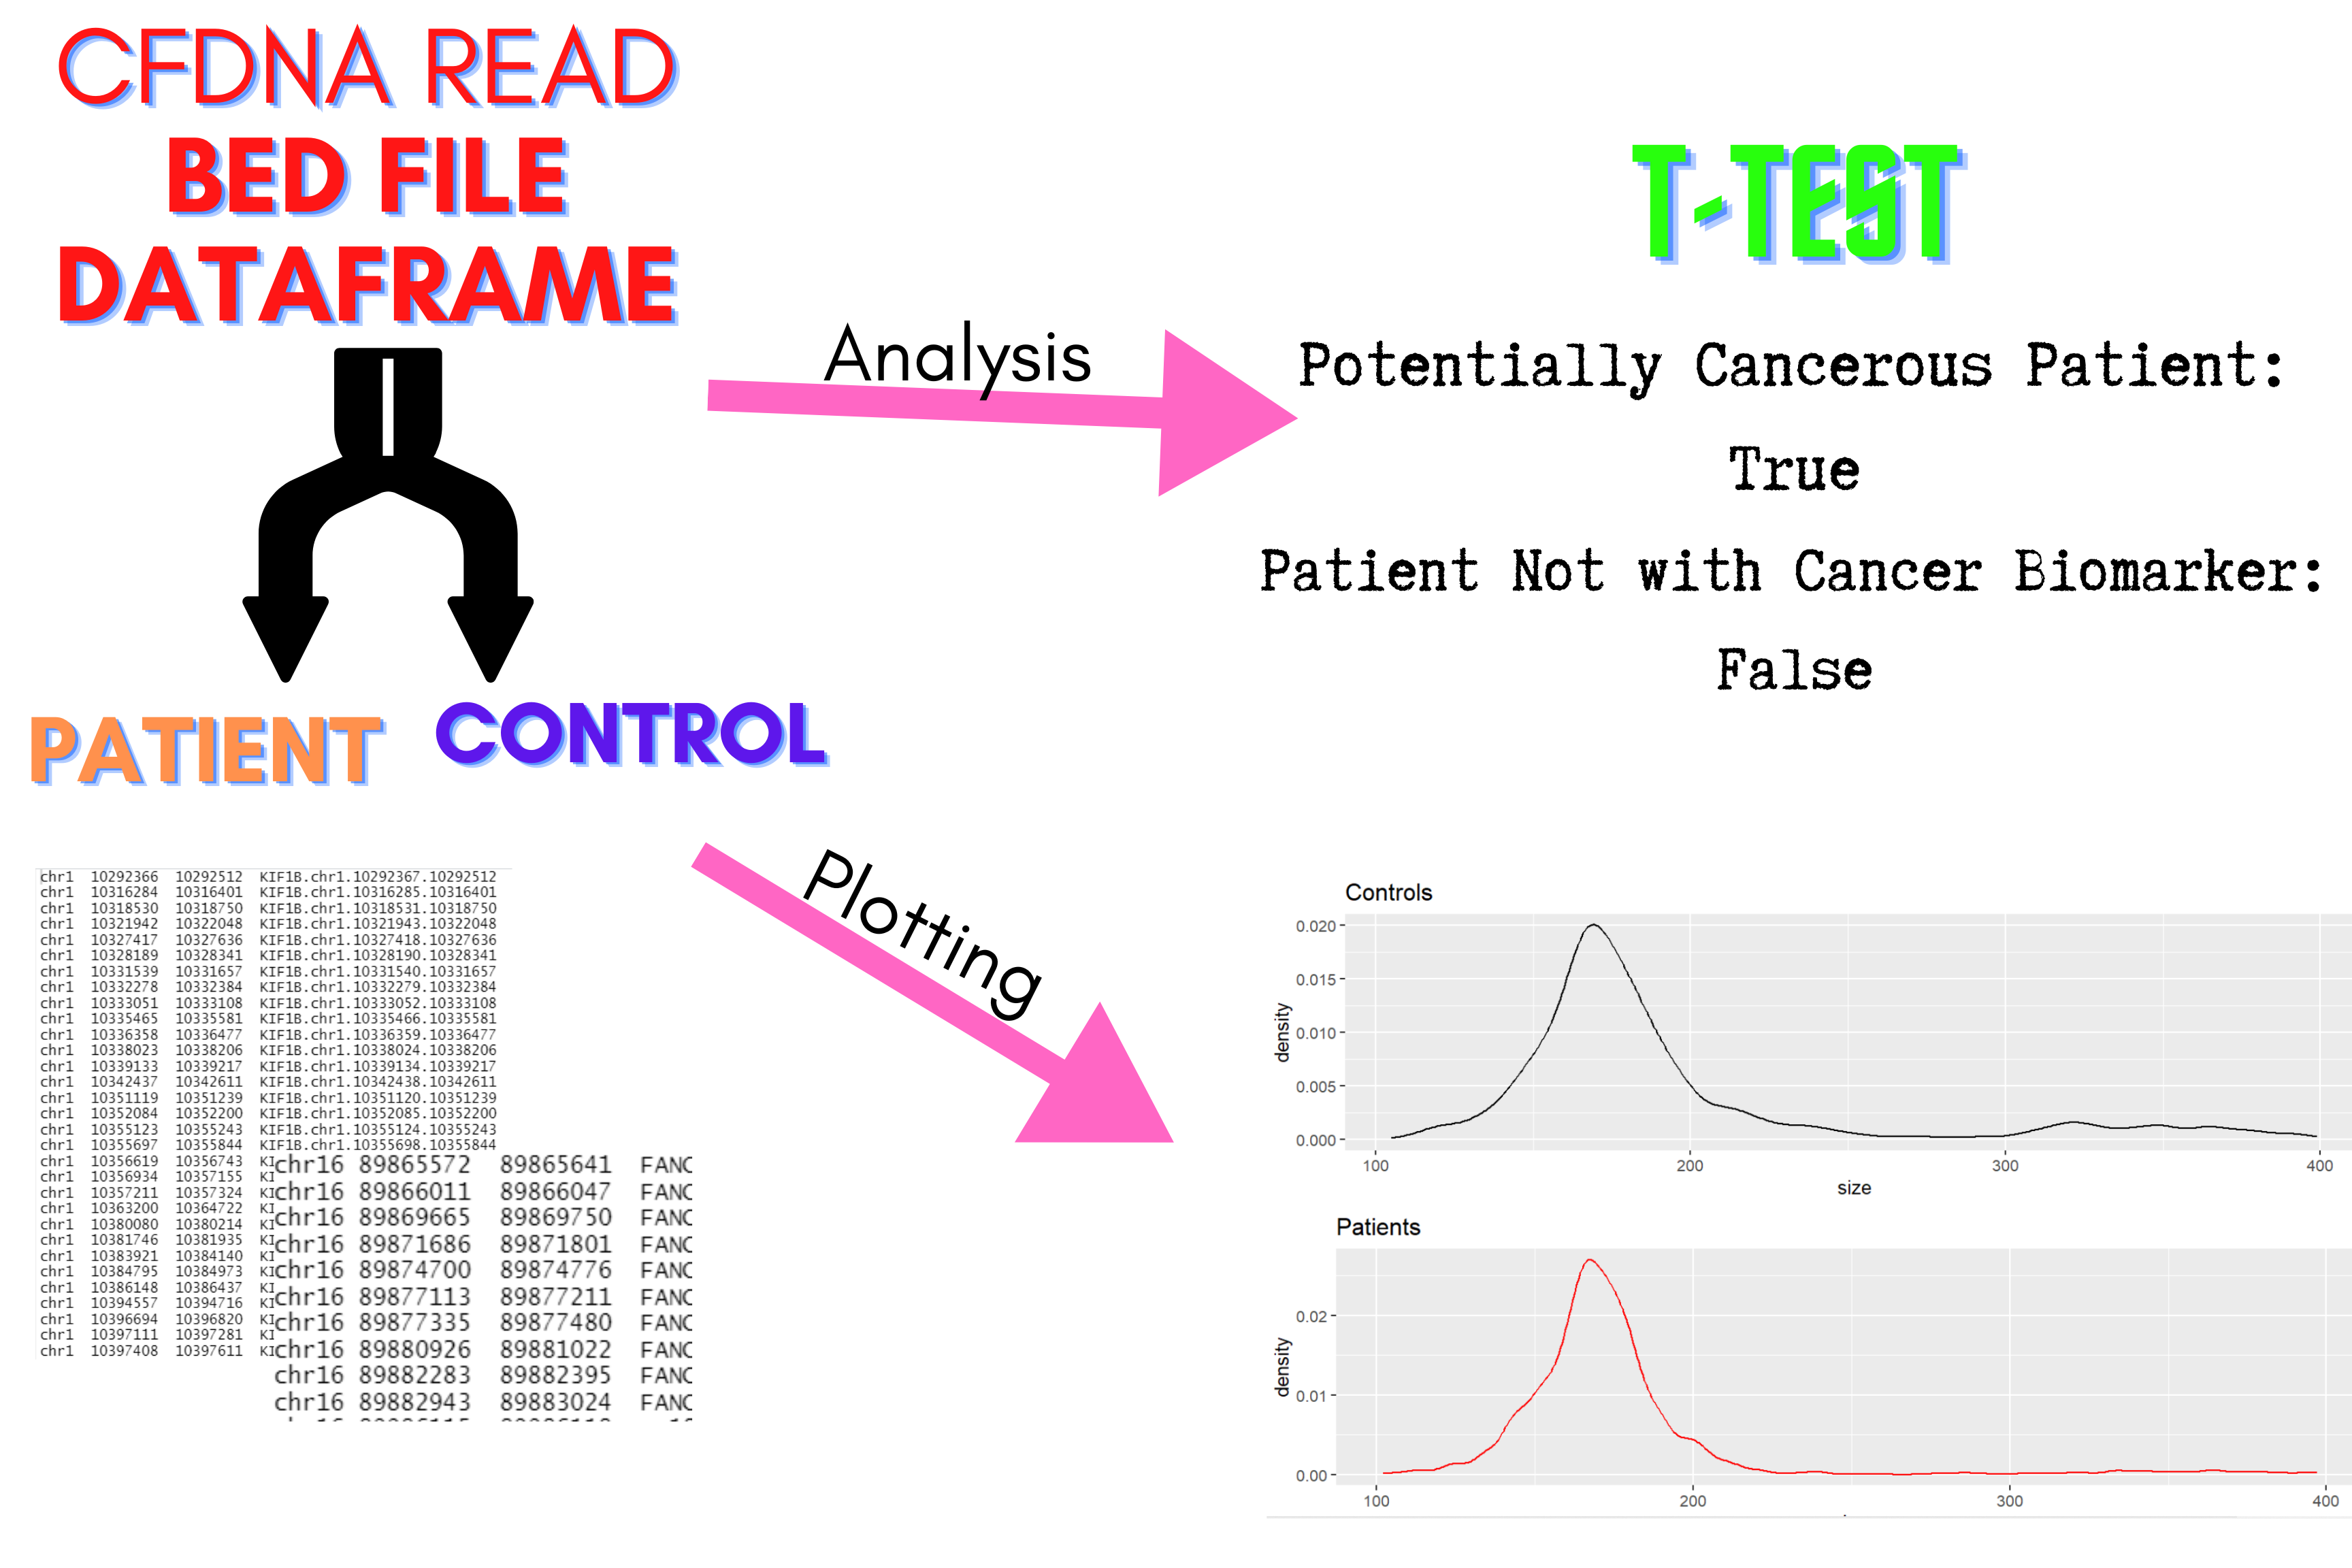 CFDNA READ
BED FILE
DATAFRAME
Analysis
T-TEST
Potentially Cancerous Patient:
True
Patient Not with Cancer Biomarker:
False
PATIENT
CONTROL
Plotting
chr1 10292366 10292512 KIF1B.chr1.10292367.10292512
chr1 10316284 10316401 KIF1B.chr1.10316285.10316401
chr1 10318530 10318750 KIF1B.chr1.10318531.10318750
chr1 10321942 10322048 KIF1B.chr1.10321943.10322048
chr1 10327417 10327636 KIF1B.chr1.10327418.10327636
chr1 10328189 10328341 KIF1B.chr1.10328190.10328341
chr1 10331539 10331657 KIF1B.chr1.10331540.10331657
chr1 10332278 10332384 KIF1B.chr1.10332279.10332384
chr1 10333051 10333108 KIF1B.chr1.10333052.10333108
chr1 10335465 10335581 KIF1B.chr1.10335466.10335581
chr1 10336358 10336477 KIF1B.chr1.10336359.10336477
chr1 10338023 10338206 KIF1B.chr1.10338024.10338206
chr1 10339133 10339217 KIF1B.chr1.10339134.10339217
chr1 10342437 10342611 KIF1B.chr1.10342438.10342611
chr1 10351119 10351239 KIF1B.chr1.10351120.10351239
chr1 10352084 10352200 KIF1B.chr1.10352085.10352200
chr1 10355123 10355243 KIF1B.chr1.10355124.10355243
chr1 10355697 10355844 KIF1B.chr1.10355698.10355844
chr1 10356619 10356743 KI
chr1 10356934 10357155 KI
chr1 10357211 10357324 KI
chr1 10363200 10364722 KI
chr1 10380080 10380214 KI
chr1 10381746 10381935 KI
chr1 10383921 10384140 KI
chr1 10384795 10384973 KI
chr1 10386148 10386437 KI
chr1 10394557 10394716 KI
chr1 10396694 10396820 KI
chr1 10397111 10397281 KI
chr1 10397408 10397611 KI
chr16 89865572 89865641 FANC
chr16 89866011 89866047 FANC
chr16 89869665 89869750 FANC
chr16 89871686 89871801 FANC
chr16 89874700 89874776 FANC
chr16 89877113 89877211 FANC
chr16 89877335 89877480 FANC
chr16 89880926 89881022 FANC
chr16 89882283 89882395 FANC
chr16 89882943 89883024 FANC
Controls
density
0.020
0.015
0.010
0.005
0.000
100 200 300 400
size
Patients
density
0.02
0.01
0.00
100 200 300 400